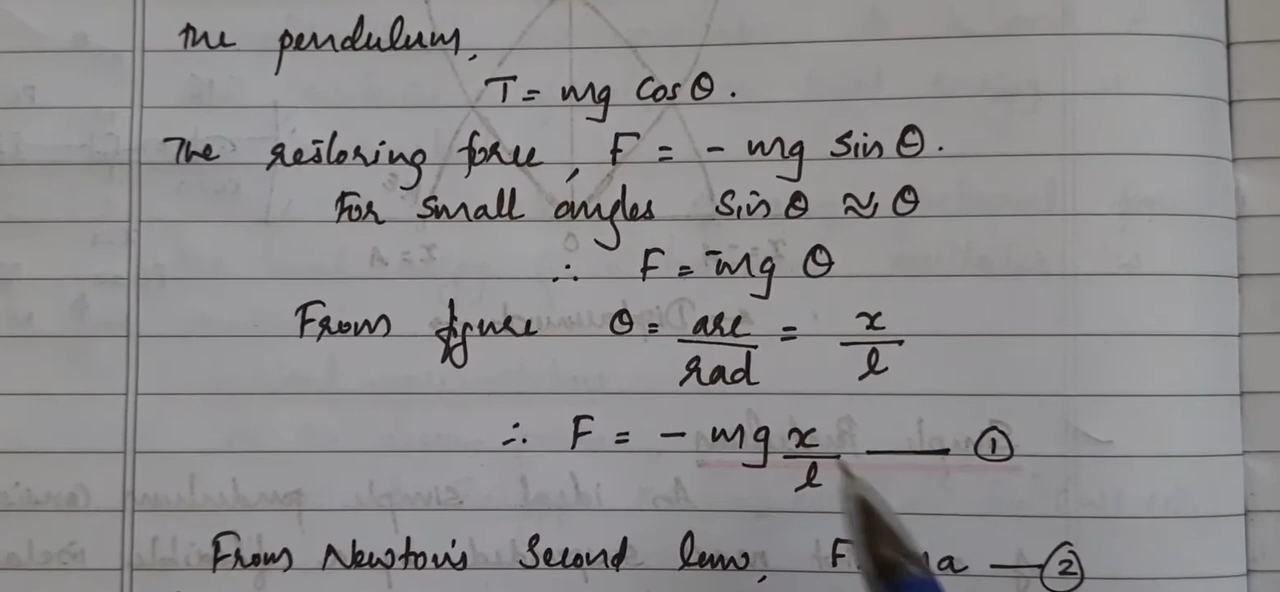 the pendulum,
T = mg cos θ.
The restoring force, F = - mg sin θ.
For small angles sin θ ≈ θ
∴ F = -mg θ
From figure θ = arc/rad = x/l
∴ F = - mg x/l —— ①
From Newton's Second law, F a — ②